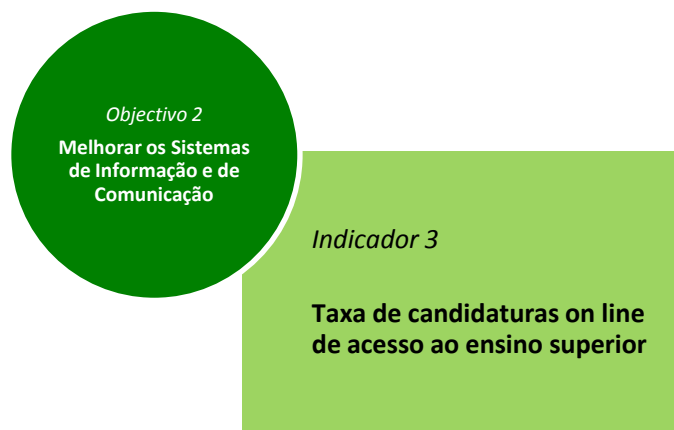 Objectivo 2
Melhorar os Sistemas
de Informação e de
Comunicação
Indicador 3
Taxa de candidaturas on line
de acesso ao ensino superior